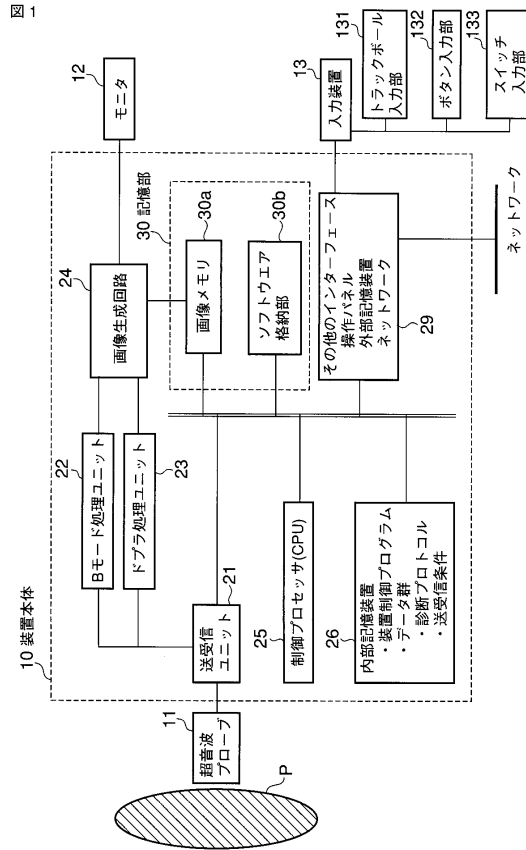 図1
10 装置本体
P
11
超音波
プローブ
21
送受信
ユニット
22
Bモード処理ユニット
23
ドプラ処理ユニット
24
画像生成回路
12
モニタ
30 記憶部
30a
画像メモリ
30b
ソフトウエア
格納部
25
制御プロセッサ(CPU)
26
内部記憶装置
・装置制御プログラム
・データ群
・診断プロトコル
・送受信条件
29
その他のインターフェース
操作パネル
外部記憶装置
ネットワーク
13
入力装置
131
トラックボール
入力部
132
ボタン入力部
133
スイッチ
入力部
ネットワーク